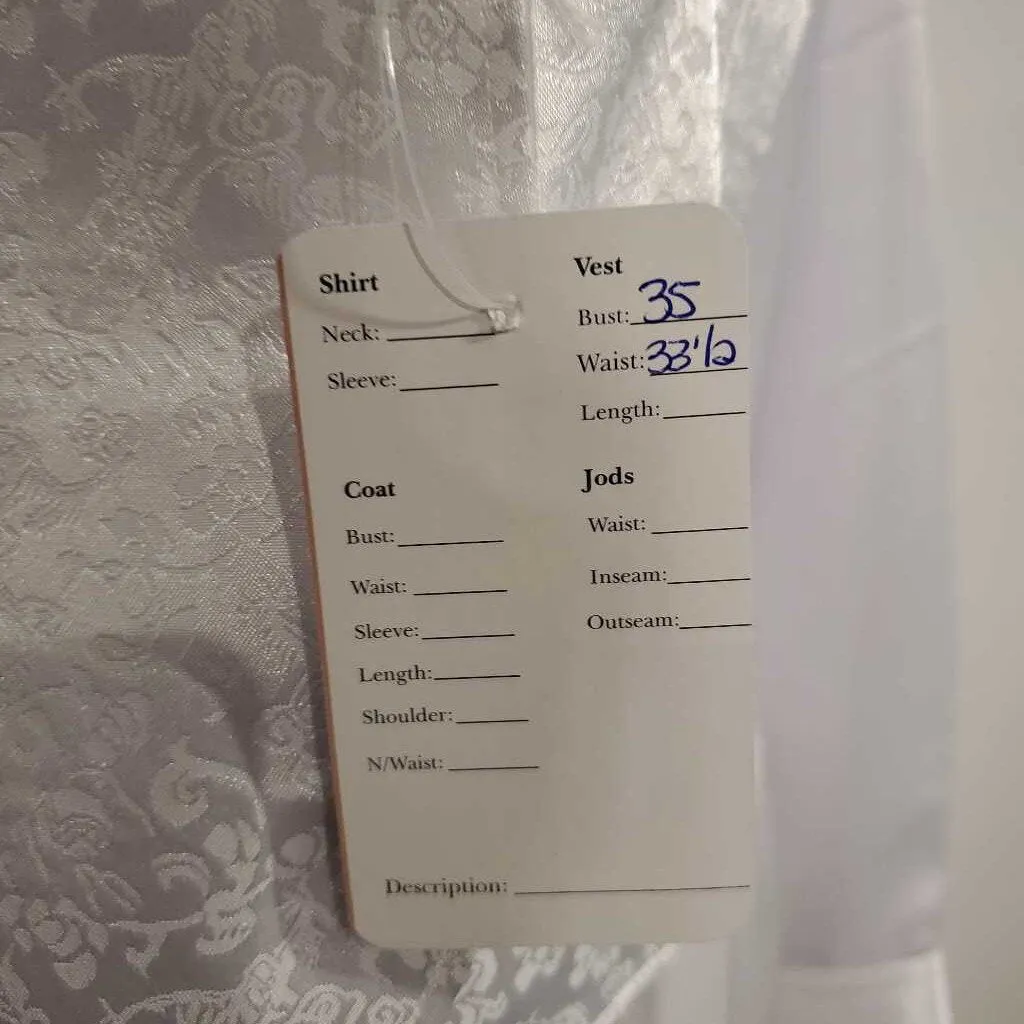 Shirt
Neck:
Sleeve:
Vest
Bust: 35
Waist: 33 1/2
Length:
Coat
Bust:
Waist:
Sleeve:
Length:
Shoulder:
N/Waist:
Jods
Waist:
Inseam:
Outseam:
Description: